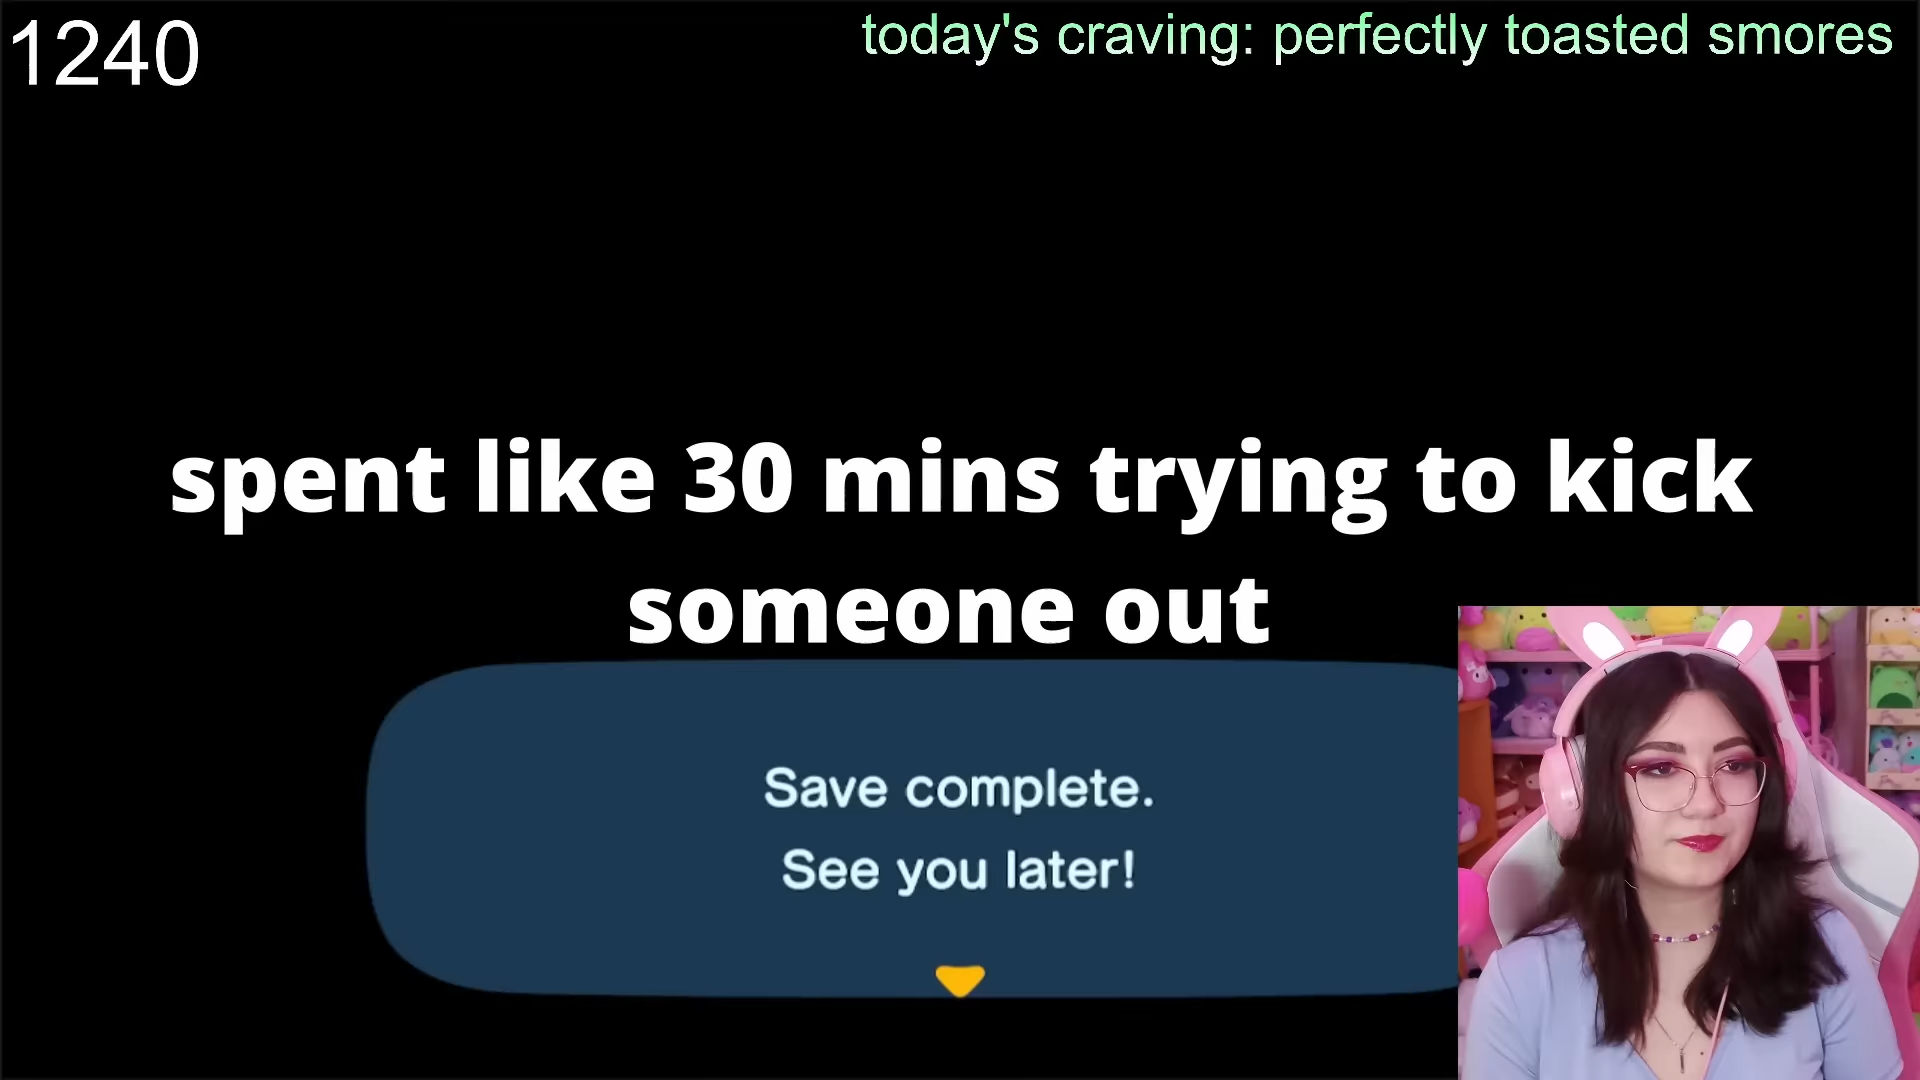 1240
today's craving: perfectly toasted smores
spent like 30 mins trying to kick
someone out
Save complete.
See you later!